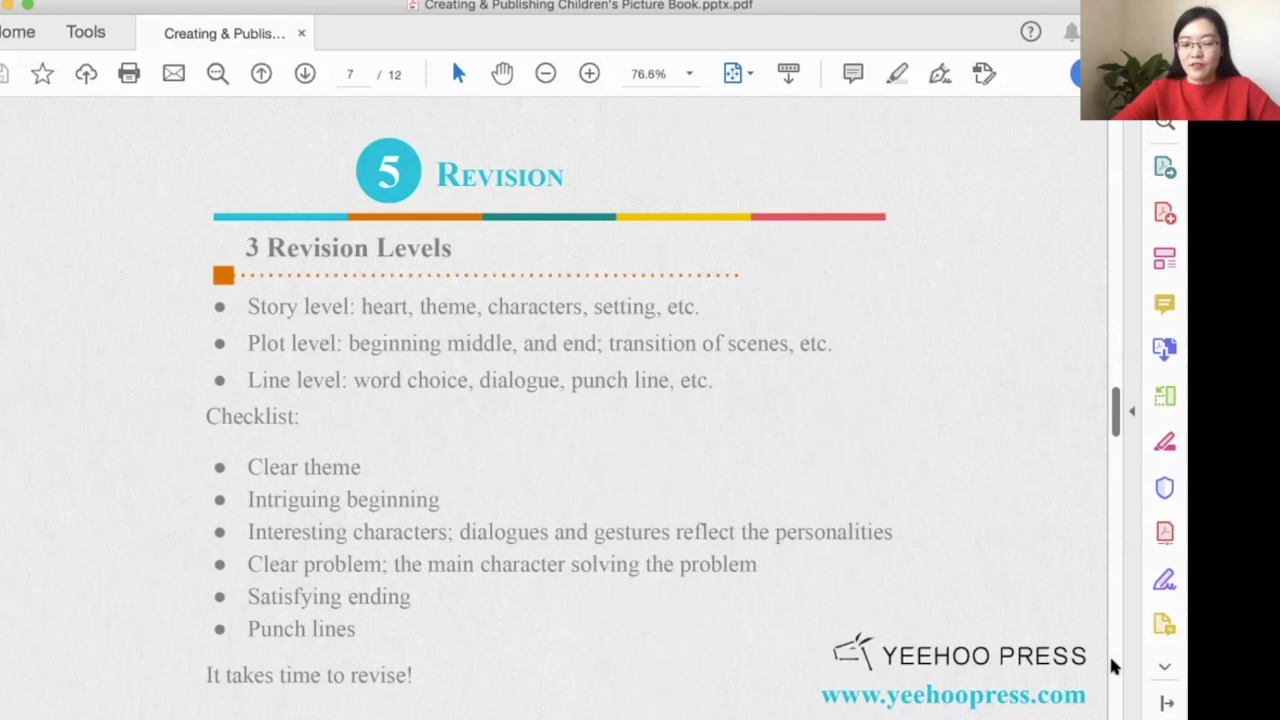 Creating & Publishing Children's Picture Book.pptx.pdf
ome Tools Creating & Publis... ×
7 / 12 76.6%
5 REVISION
3 Revision Levels
● Story level: heart, theme, characters, setting, etc.
● Plot level: beginning middle, and end; transition of scenes, etc.
● Line level: word choice, dialogue, punch line, etc.
Checklist:
● Clear theme
● Intriguing beginning
● Interesting characters; dialogues and gestures reflect the personalities
● Clear problem; the main character solving the problem
● Satisfying ending
● Punch lines
It takes time to revise!
YEEHOO PRESS
www.yeehoopress.com